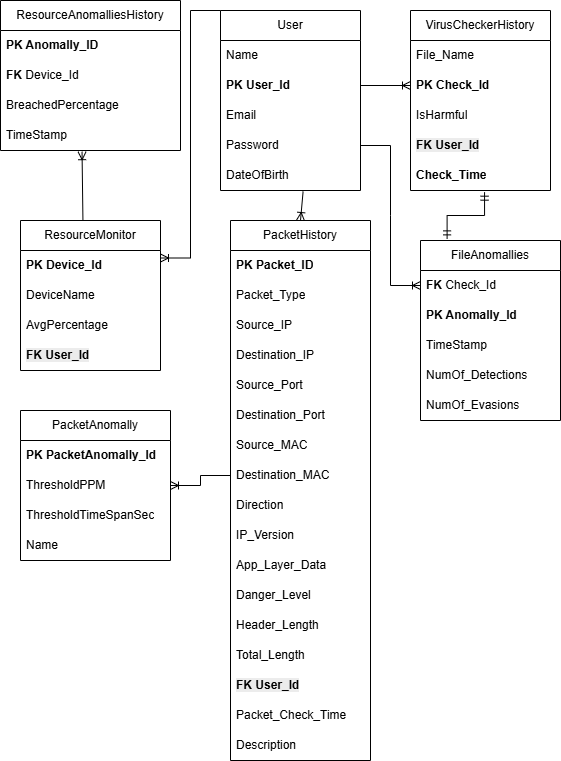 ResourceAnomalliesHistory
PK Anomally_ID
FK Device_Id
BreachedPercentage
TimeStamp
User
Name
PK User_Id
Email
Password
DateOfBirth
VirusCheckerHistory
File_Name
PK Check_Id
IsHarmful
FK User_Id
Check_Time
ResourceMonitor
PK Device_Id
DeviceName
AvgPercentage
FK User_Id
PacketHistory
PK Packet_ID
Packet_Type
Source_IP
Destination_IP
Source_Port
Destination_Port
Source_MAC
Destination_MAC
Direction
IP_Version
App_Layer_Data
Danger_Level
Header_Length
Total_Length
FK User_Id
Packet_Check_Time
Description
FileAnomallies
FK Check_Id
PK Anomally_Id
TimeStamp
NumOf_Detections
NumOf_Evasions
PacketAnomally
PK PacketAnomally_Id
ThresholdPPM
ThresholdTimeSpanSec
Name